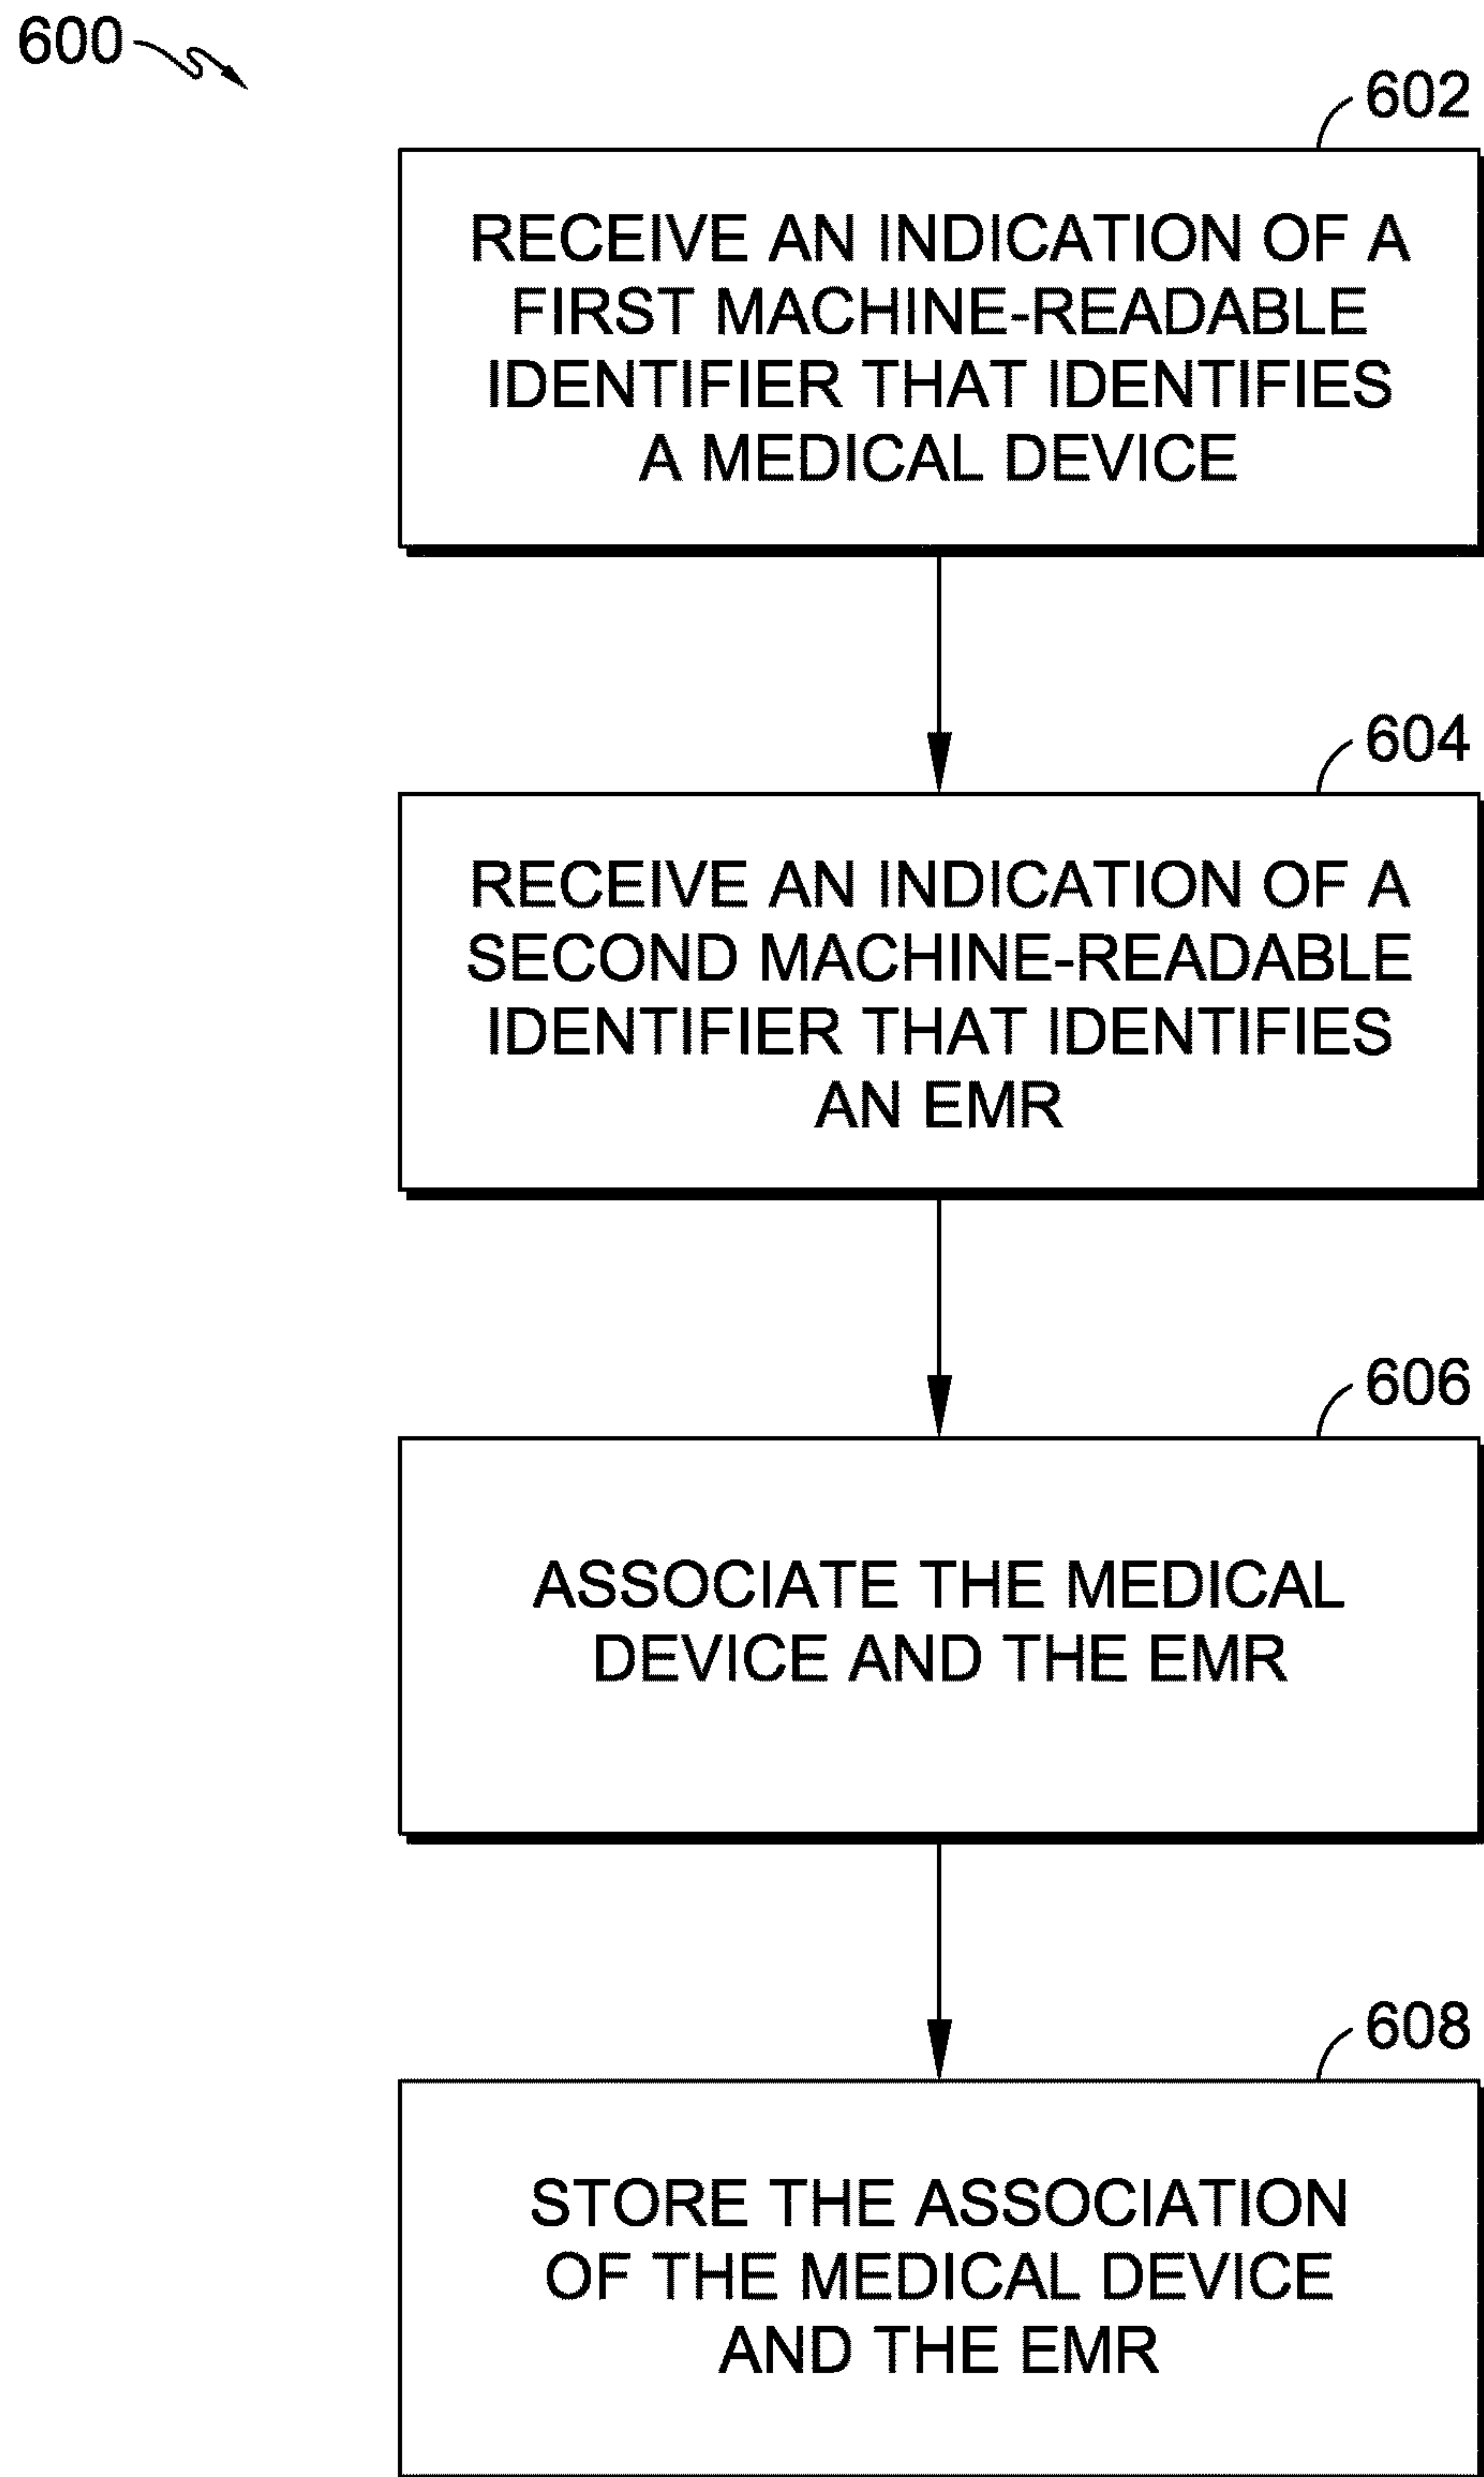 600
602
RECEIVE AN INDICATION OF A
FIRST MACHINE-READABLE
IDENTIFIER THAT IDENTIFIES
A MEDICAL DEVICE
604
RECEIVE AN INDICATION OF A
SECOND MACHINE-READABLE
IDENTIFIER THAT IDENTIFIES
AN EMR
606
ASSOCIATE THE MEDICAL
DEVICE AND THE EMR
608
STORE THE ASSOCIATION
OF THE MEDICAL DEVICE
AND THE EMR